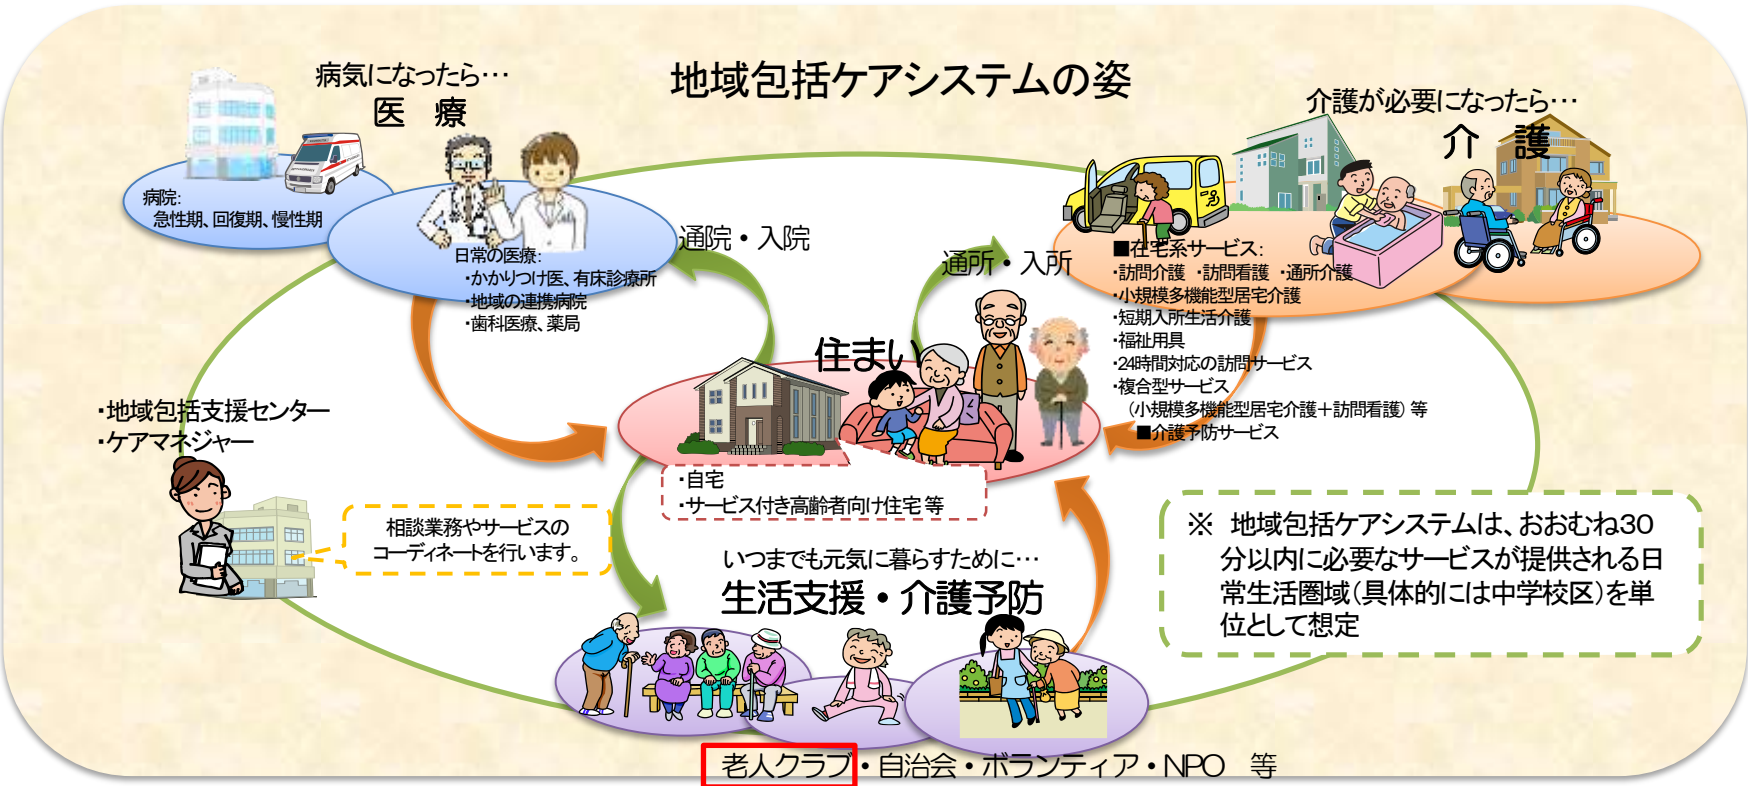 地域包括ケアシステムの姿
病気になったら…
医 療
病院:
急性期、回復期、慢性期
日常の医療:
・かかりつけ医、有床診療所
・地域の連携病院
・歯科医療、薬局
通院・入院
通所・入所
介護が必要になったら…
介 護
■在宅系サービス:
・訪問介護 ・訪問看護 ・通所介護
・小規模多機能型居宅介護
・短期入所生活介護
・福祉用具
・24時間対応の訪問サービス
・複合型サービス
(小規模多機能型居宅介護+訪問看護) 等
■介護予防サービス
住まい
・自宅
・サービス付き高齢者向け住宅 等
・地域包括支援センター
・ケアマネジャー
相談業務やサービスの
コーディネートを行います。
いつまでも元気に暮らすために…
生活支援・介護予防
老人クラブ・自治会・ボランティア・NPO 等
※ 地域包括ケアシステムは、おおむね30
分以内に必要なサービスが提供される日
常生活圏域(具体的には中学校区)を単
位として想定